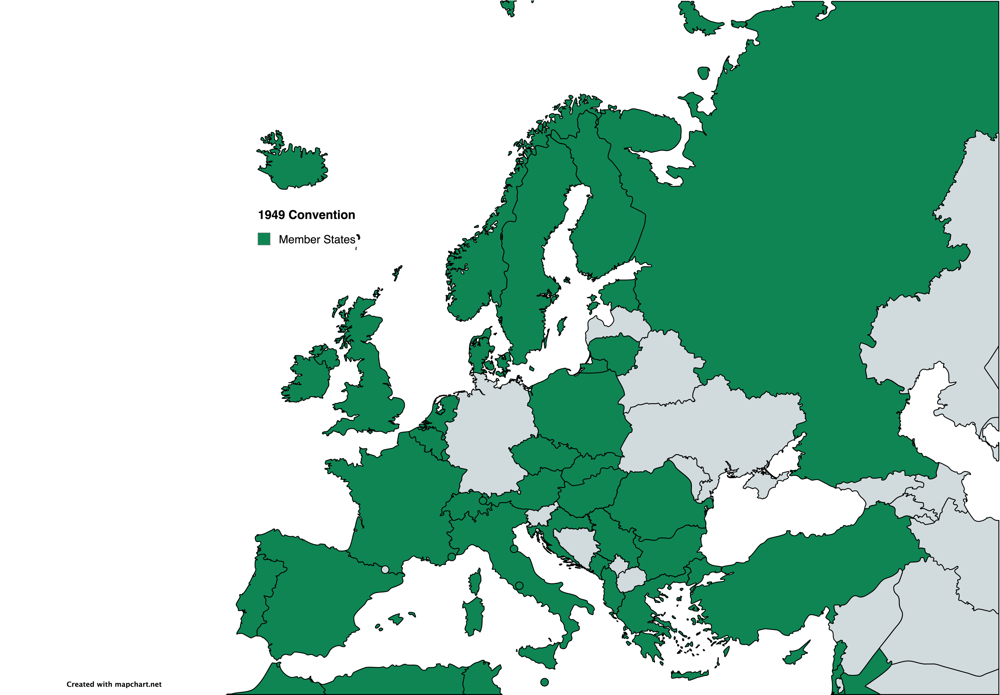 1949 Convention
Member States
Created with mapchart.net